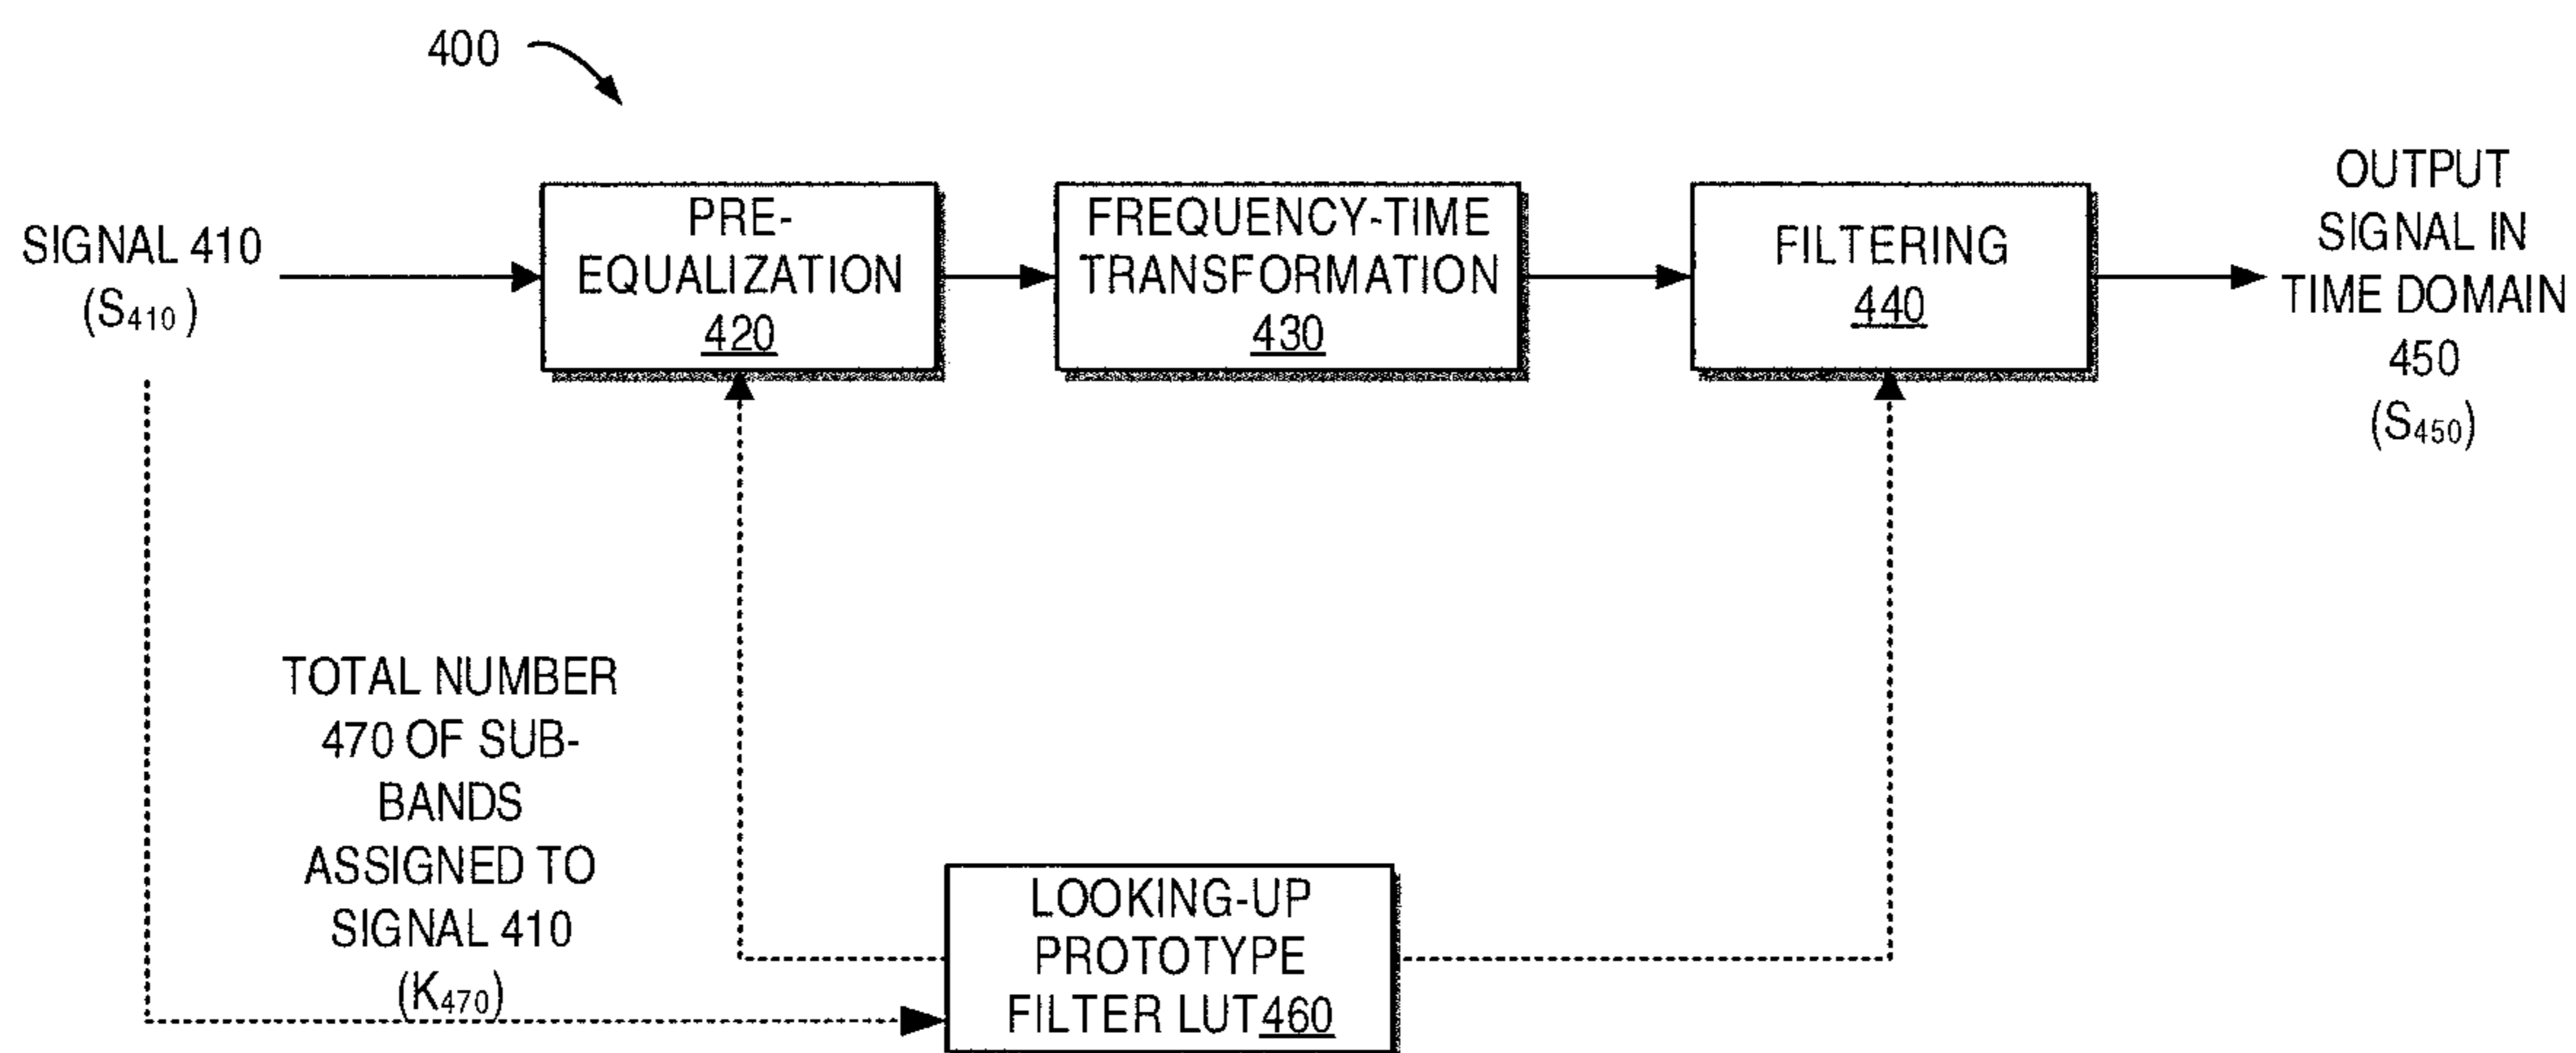 400
SIGNAL 410
(S410 )
PRE-
EQUALIZATION
420
FREQUENCY-TIME
TRANSFORMATION
430
FILTERING
440
OUTPUT
SIGNAL IN
TIME DOMAIN
450
(S450)
TOTAL NUMBER
470 OF SUB-
BANDS
ASSIGNED TO
SIGNAL 410
(K470)
LOOKING-UP
PROTOTYPE
FILTER LUT460